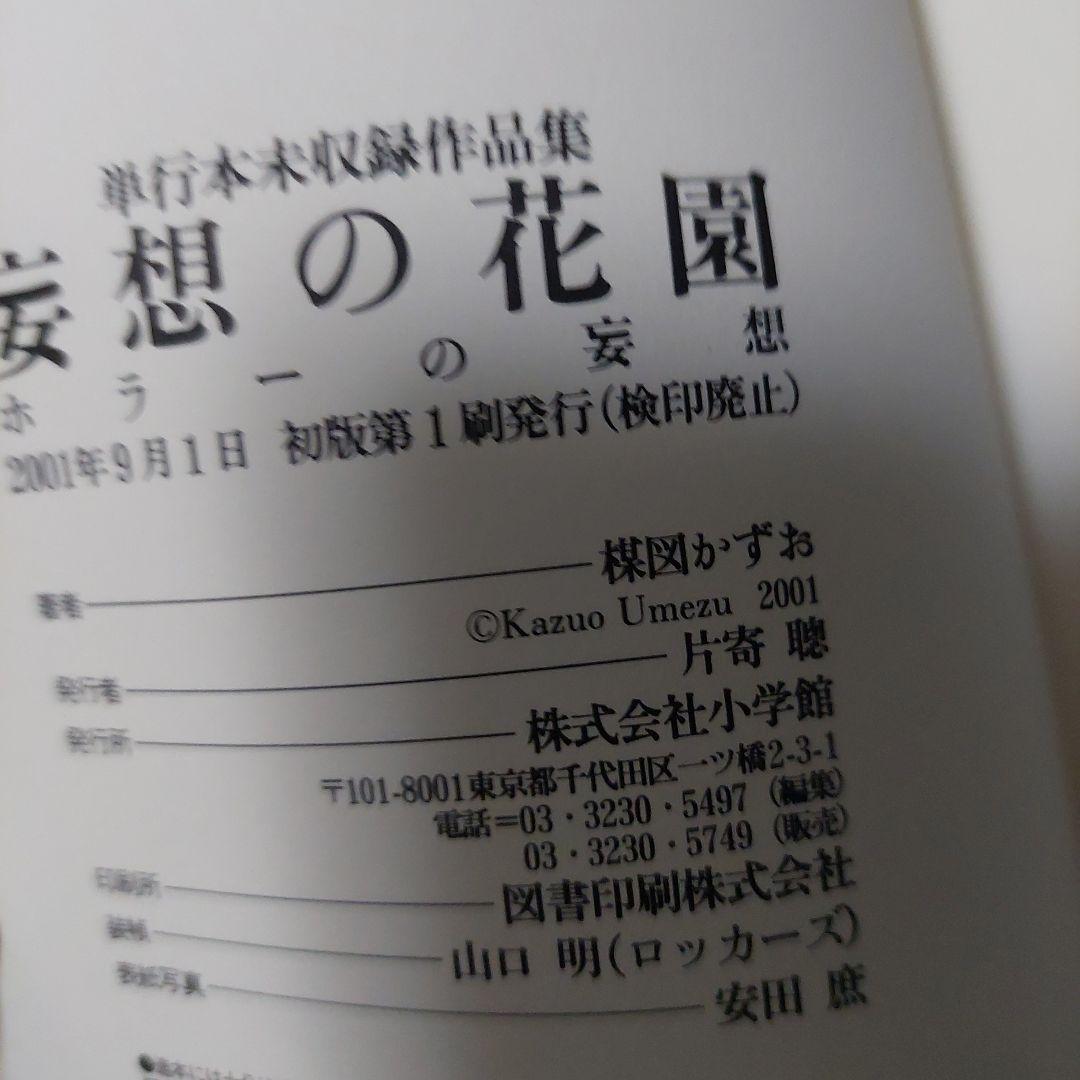 単行本未収録作品集
妄想の花園
ホラーの妄想
2001年9月1日 初版第1刷発行(検印廃止)
著者 楳図かずお
©Kazuo Umezu 2001
発行者 片寄 聰
発行所 株式会社小学館
〒101-8001東京都千代田区一ツ橋2-3-1
電話=03・3230・5497 (編集)
03・3230・5749 (販売)
印刷所 図書印刷株式会社
装幀 山口 明(ロッカーズ)
表紙写真 安田 庶